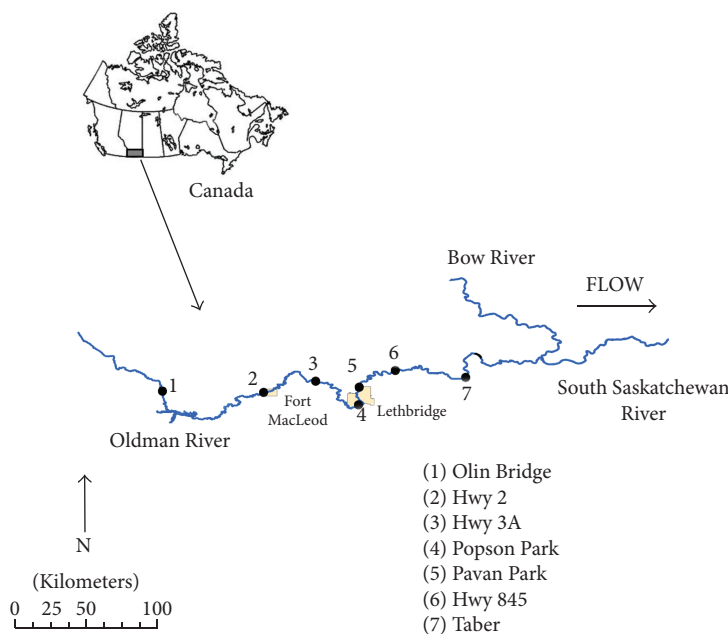 Canada
Bow River
FLOW
South Saskatchewan
River
1
2
3
4
5
6
7
Fort
MacLeod
Lethbridge
Oldman River
N
(Kilometers)
0 25 50 75 100
(1) Olin Bridge
(2) Hwy 2
(3) Hwy 3A
(4) Popson Park
(5) Pavan Park
(6) Hwy 845
(7) Taber